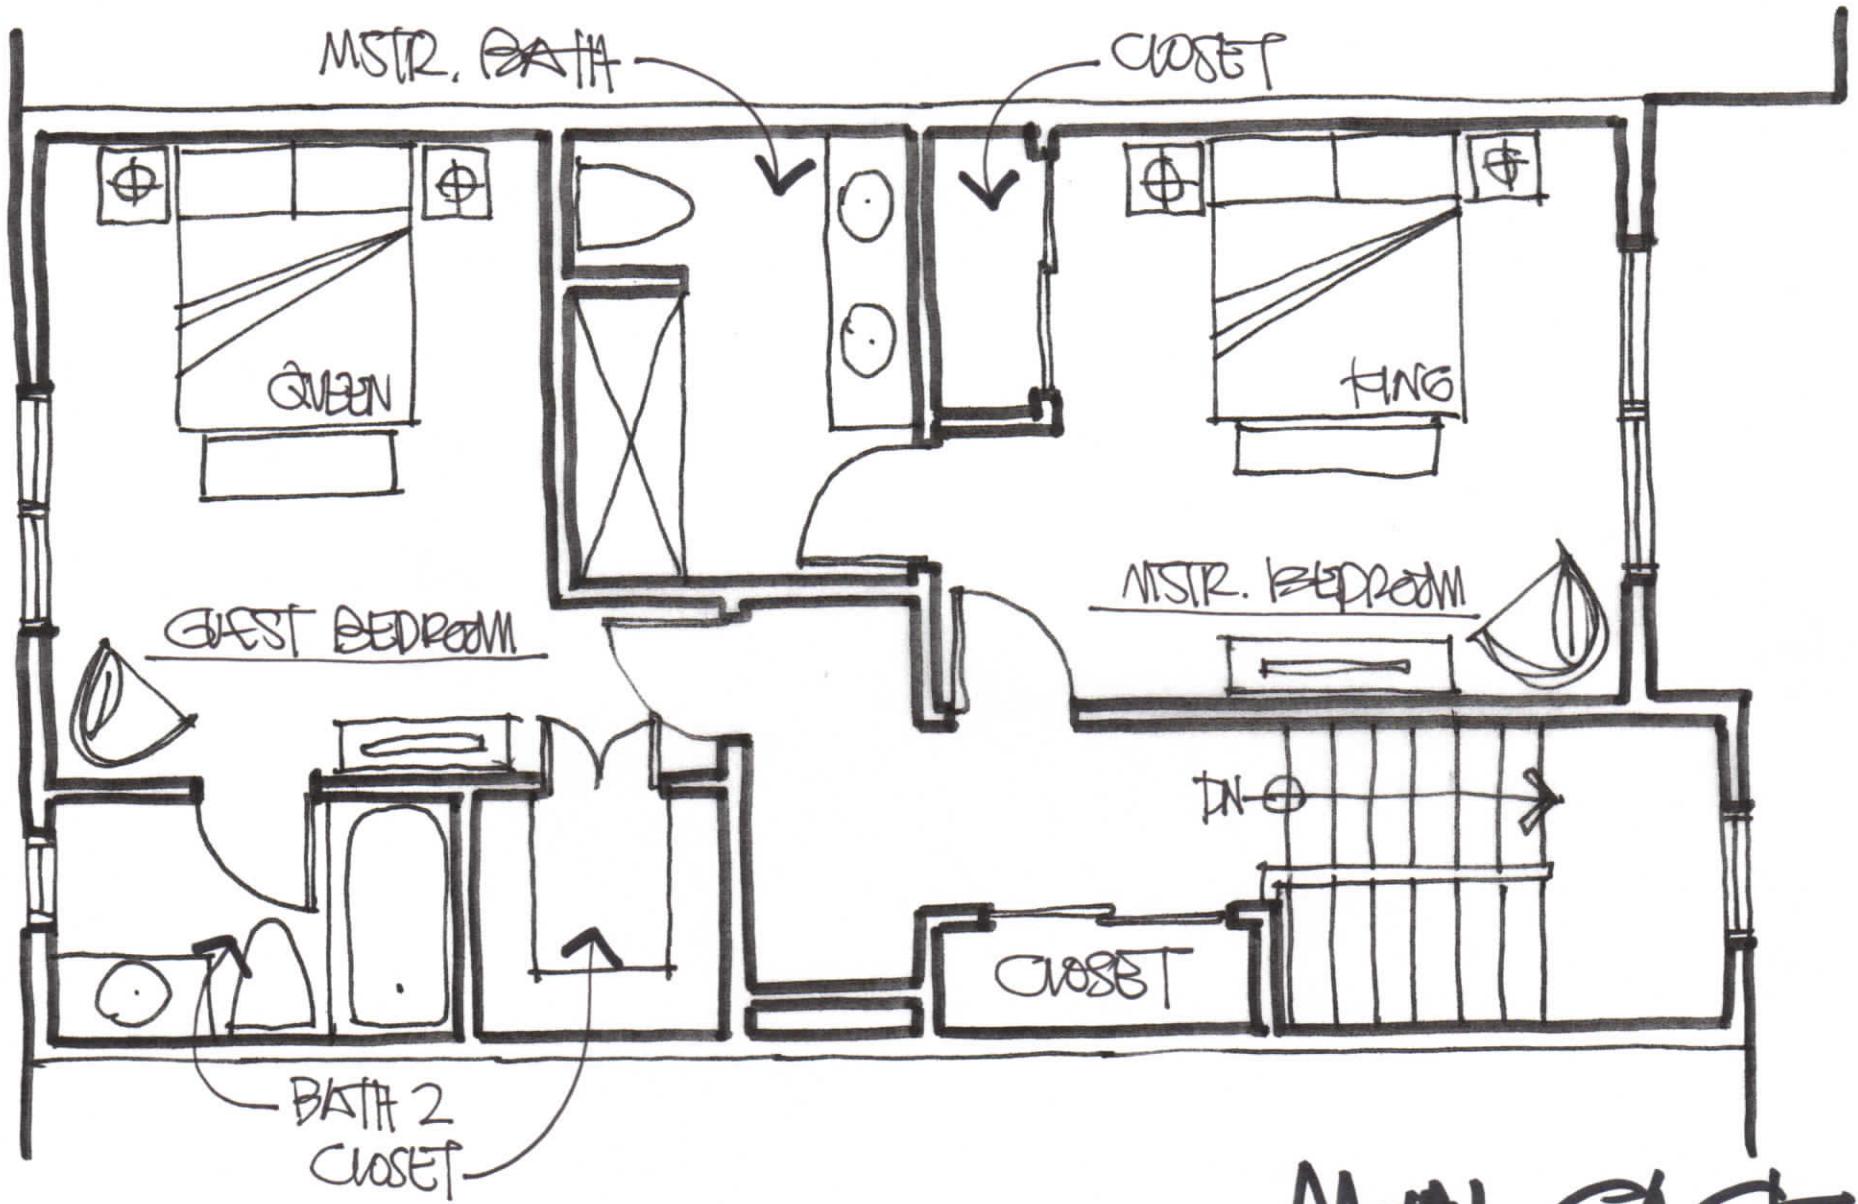 MSTR. BATH
CLOSET
QUEEN
KING
MSTR. BEDROOM
GUEST BEDROOM
DN
CLOSET
BATH 2
CLOSET